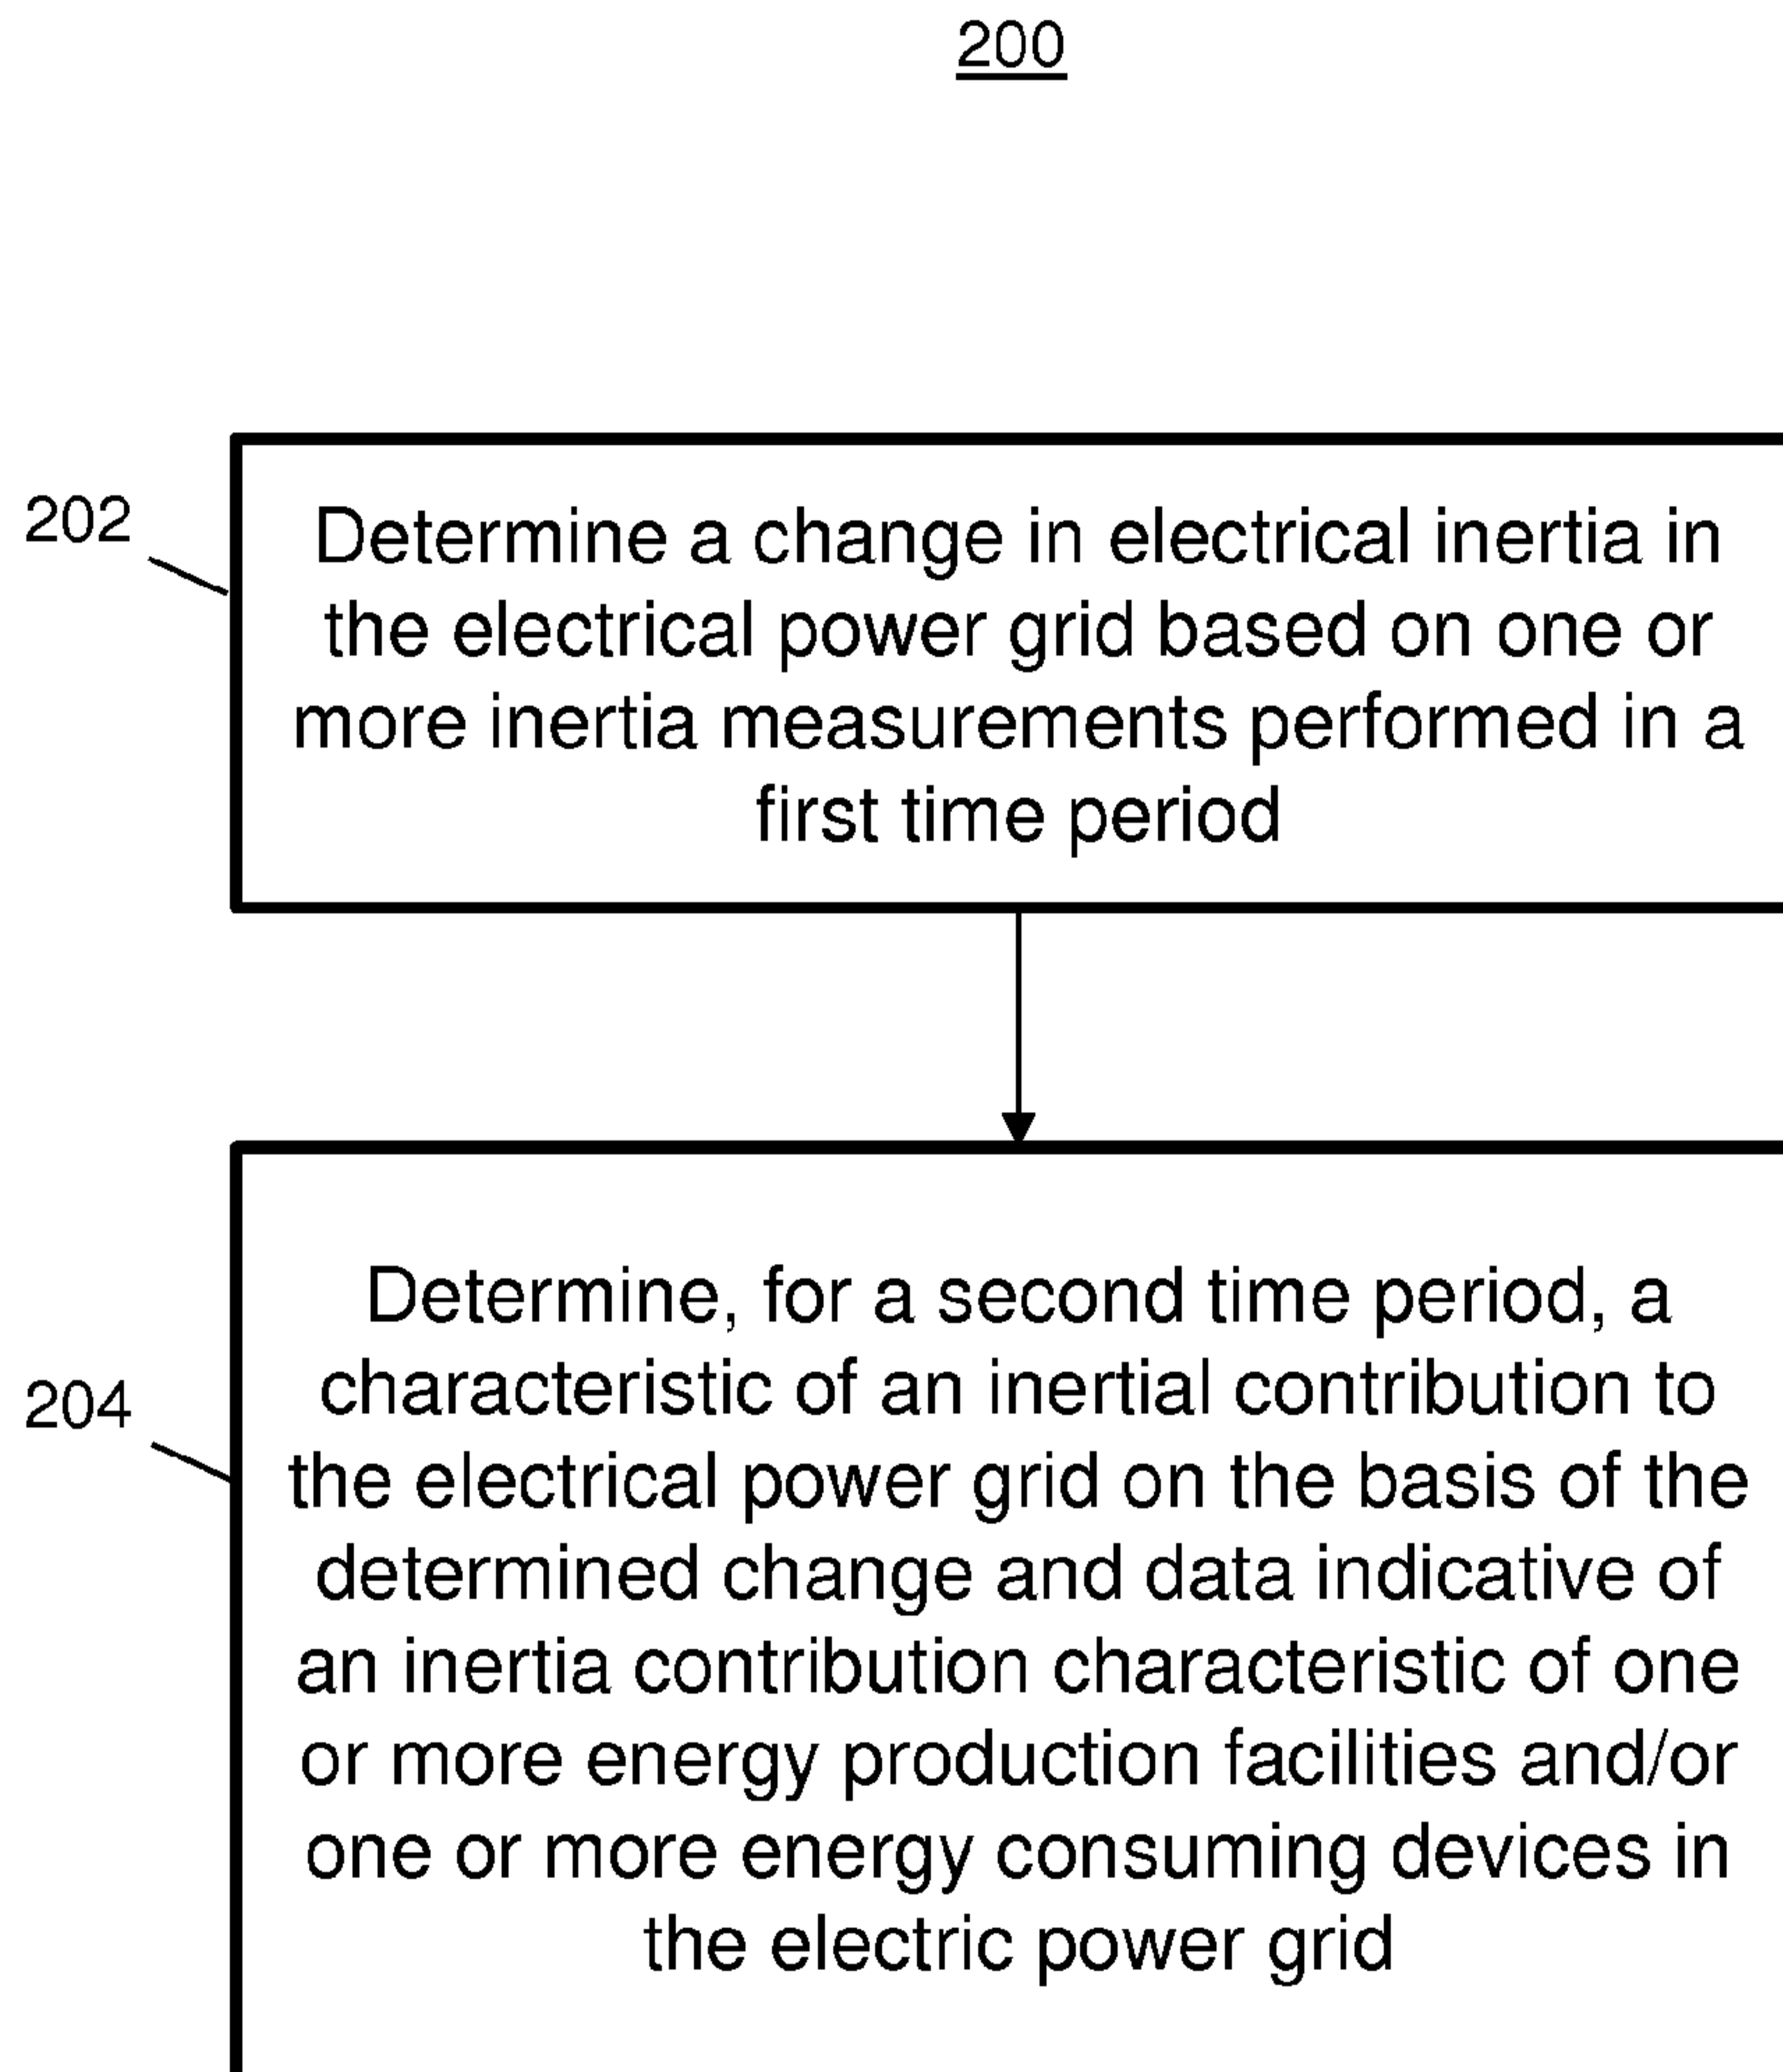 200
202
Determine a change in electrical inertia in
the electrical power grid based on one or
more inertia measurements performed in a
first time period
204
Determine, for a second time period, a
characteristic of an inertial contribution to
the electrical power grid on the basis of the
determined change and data indicative of
an inertia contribution characteristic of one
or more energy production facilities and/or
one or more energy consuming devices in
the electric power grid